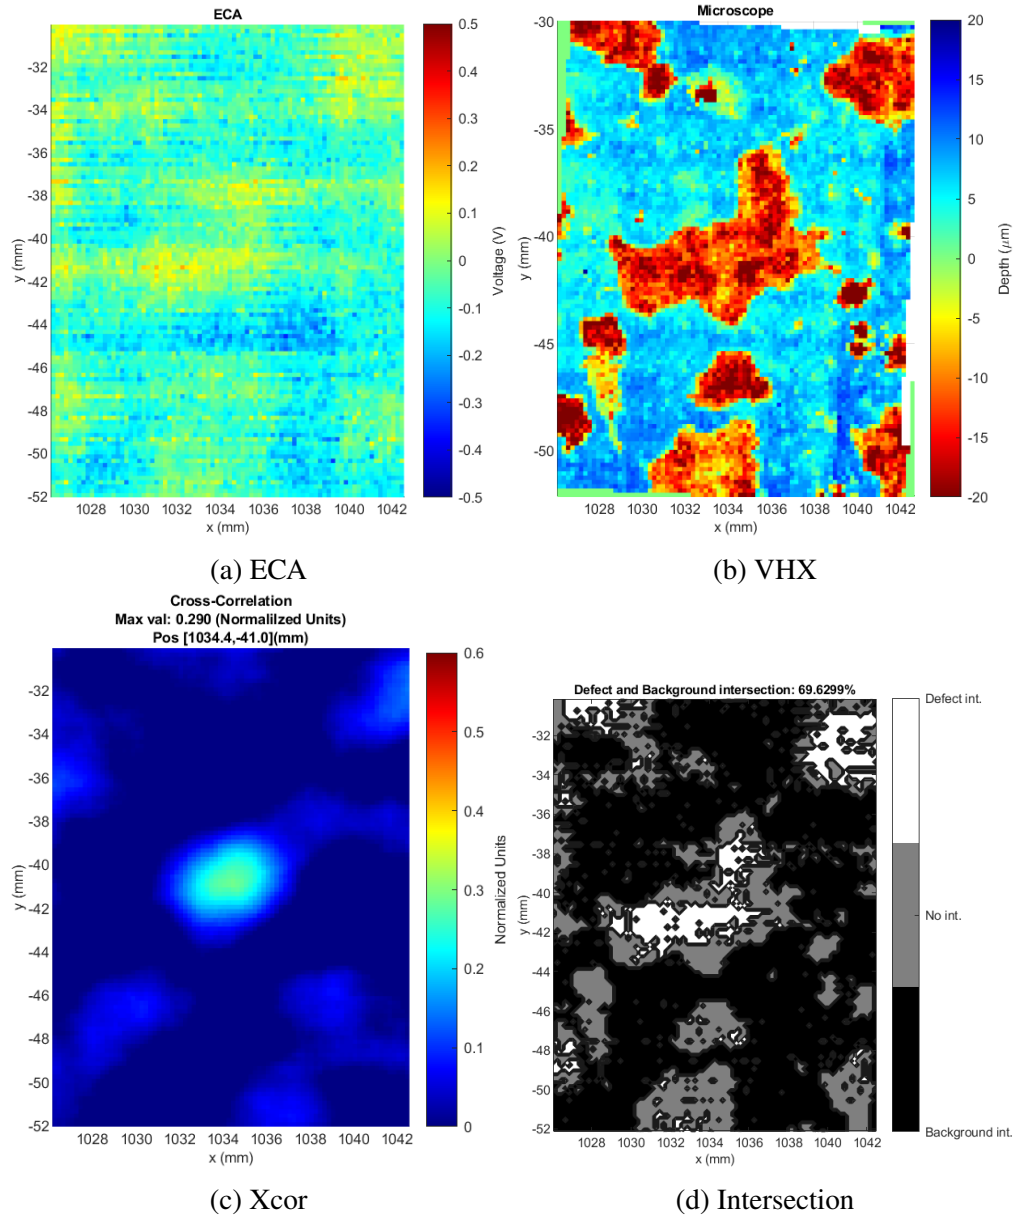 ECA
-32
-34
-36
-38
-40
-42
-44
-46
-48
-50
-52
y (mm)
1028 1030 1032 1034 1036 1038 1040 1042
x (mm)
0.5
0.4
0.3
0.2
0.1
0
-0.1
-0.2
-0.3
-0.4
-0.5
Voltage (V)
(a) ECA
Microscope
-30
-35
-40
-45
-50
y (mm)
1028 1030 1032 1034 1036 1038 1040 1042
x (mm)
20
15
10
5
0
-5
-10
-15
-20
Depth (μm)
(b) VHX
Cross-Correlation
Max val: 0.290 (Normalilzed Units)
Pos [1034.4,-41.0](mm)
-32
-34
-36
-38
-40
-42
-44
-46
-48
-50
-52
y (mm)
1028 1030 1032 1034 1036 1038 1040 1042
x (mm)
0.6
0.5
0.4
0.3
0.2
0.1
0
Normalized Units
(c) Xcor
Defect and Background intersection: 69.6299%
-32
-34
-36
-38
-40
-42
-44
-46
-48
-50
-52
y (mm)
1028 1030 1032 1034 1036 1038 1040 1042
x (mm)
Defect int.
No int.
Background int.
(d) Intersection